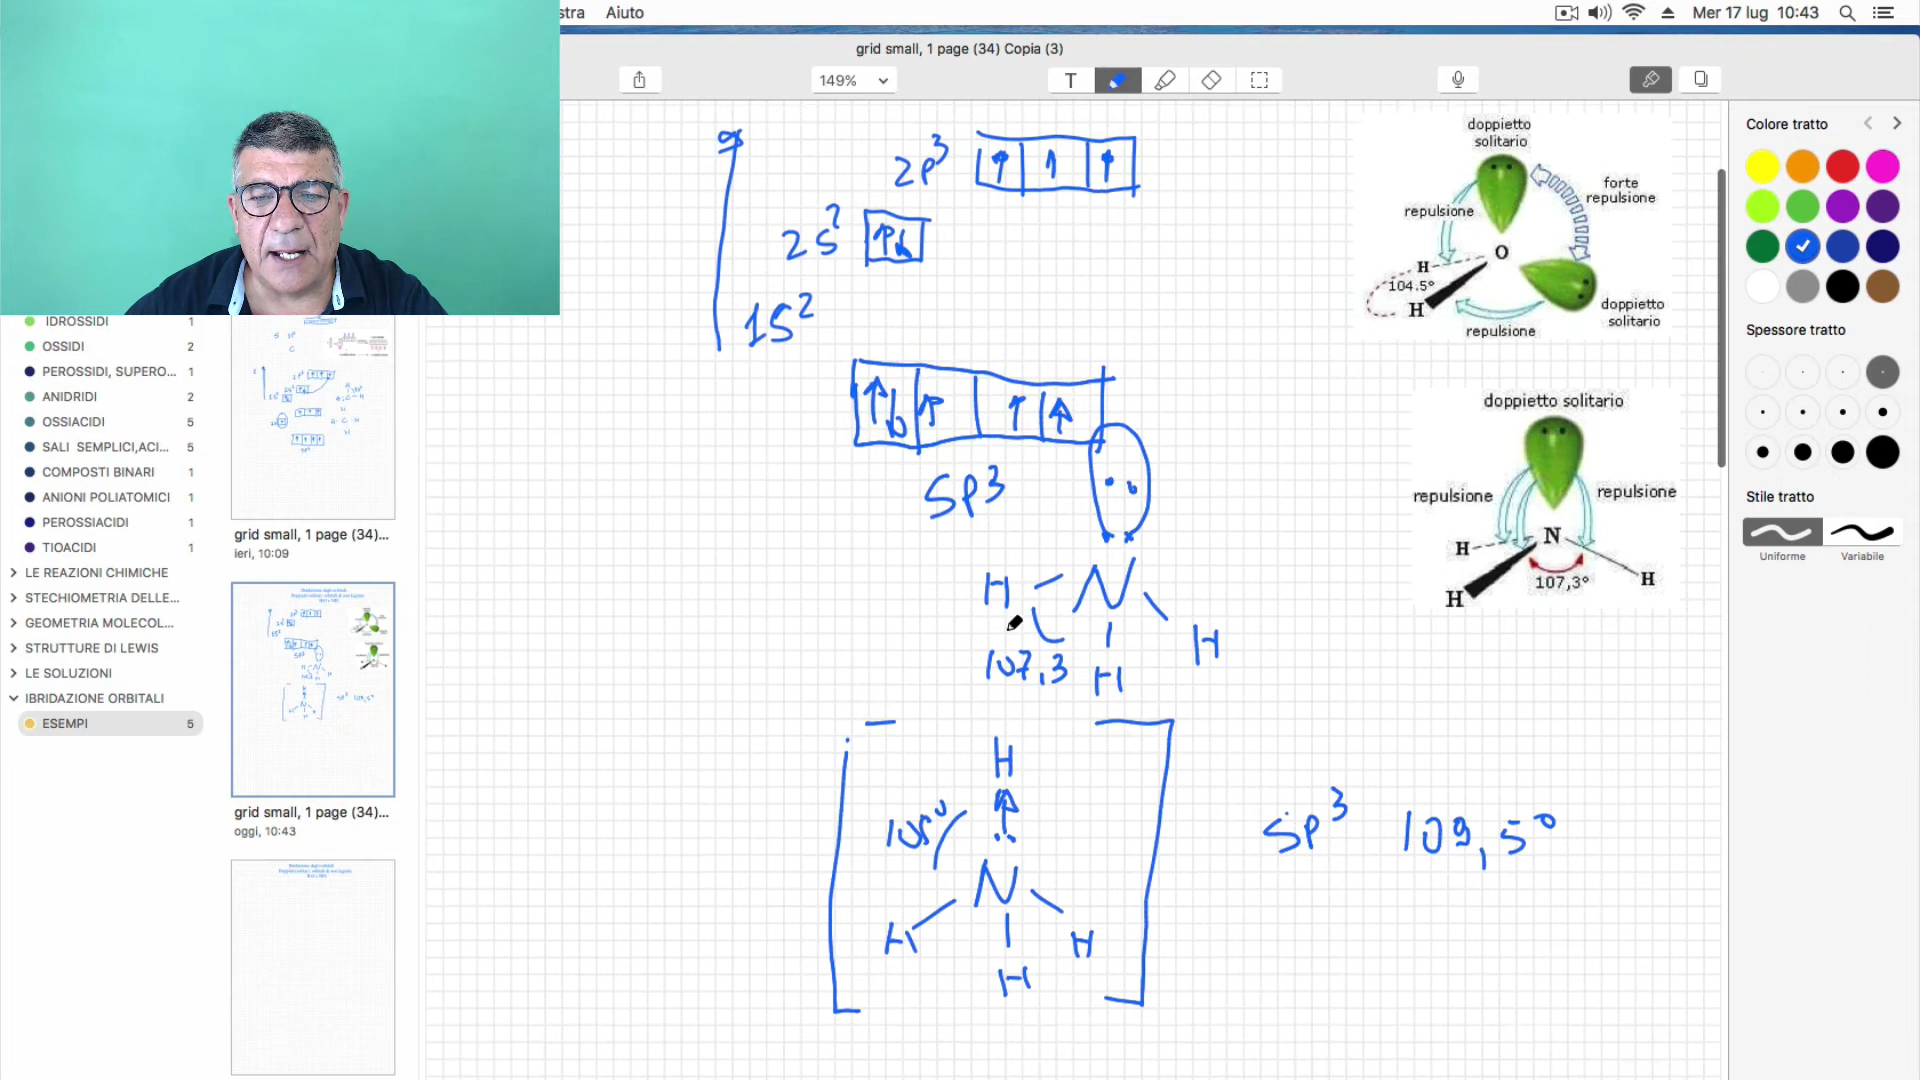 stra Aiuto
Mer 17 lug 10:43
grid small, 1 page (34) Copia (3)
149%
T
IDROSSIDI 1
OSSIDI 2
PEROSSIDI, SUPERO... 1
ANIDRIDI 2
OSSIACIDI 5
SALI SEMPLICI,ACI... 5
COMPOSTI BINARI 1
ANIONI POLIATOMICI 1
PEROSSIACIDI 1
TIOACIDI 1
LE REAZIONI CHIMICHE
STECHIOMETRIA DELLE...
GEOMETRIA MOLECOL...
STRUTTURE DI LEWIS
LE SOLUZIONI
IBRIDAZIONE ORBITALI
ESEMPI 5
grid small, 1 page (34)...
ieri, 10:09
grid small, 1 page (34)...
oggi, 10:43
2p³
2s²
1s²
sp³
H N
H
107,3 H
H
N
H H
H
sp³ 109,5°
doppietto
solitario
forte
repulsione
repulsione
O
H
104.5°
H
doppietto
solitario
repulsione
doppietto solitario
repulsione repulsione
N
H
107,3°
H
H
Colore tratto
Spessore tratto
Stile tratto
Uniforme Variabile